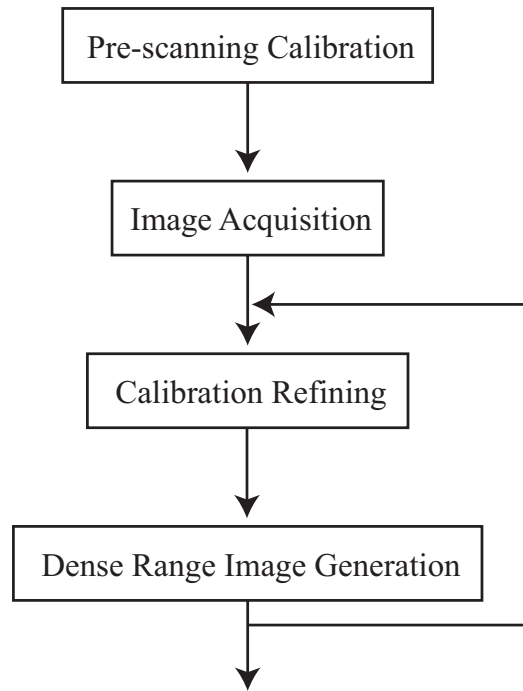 Pre-scanning Calibration
Image Acquisition
Calibration Refining
Dense Range Image Generation